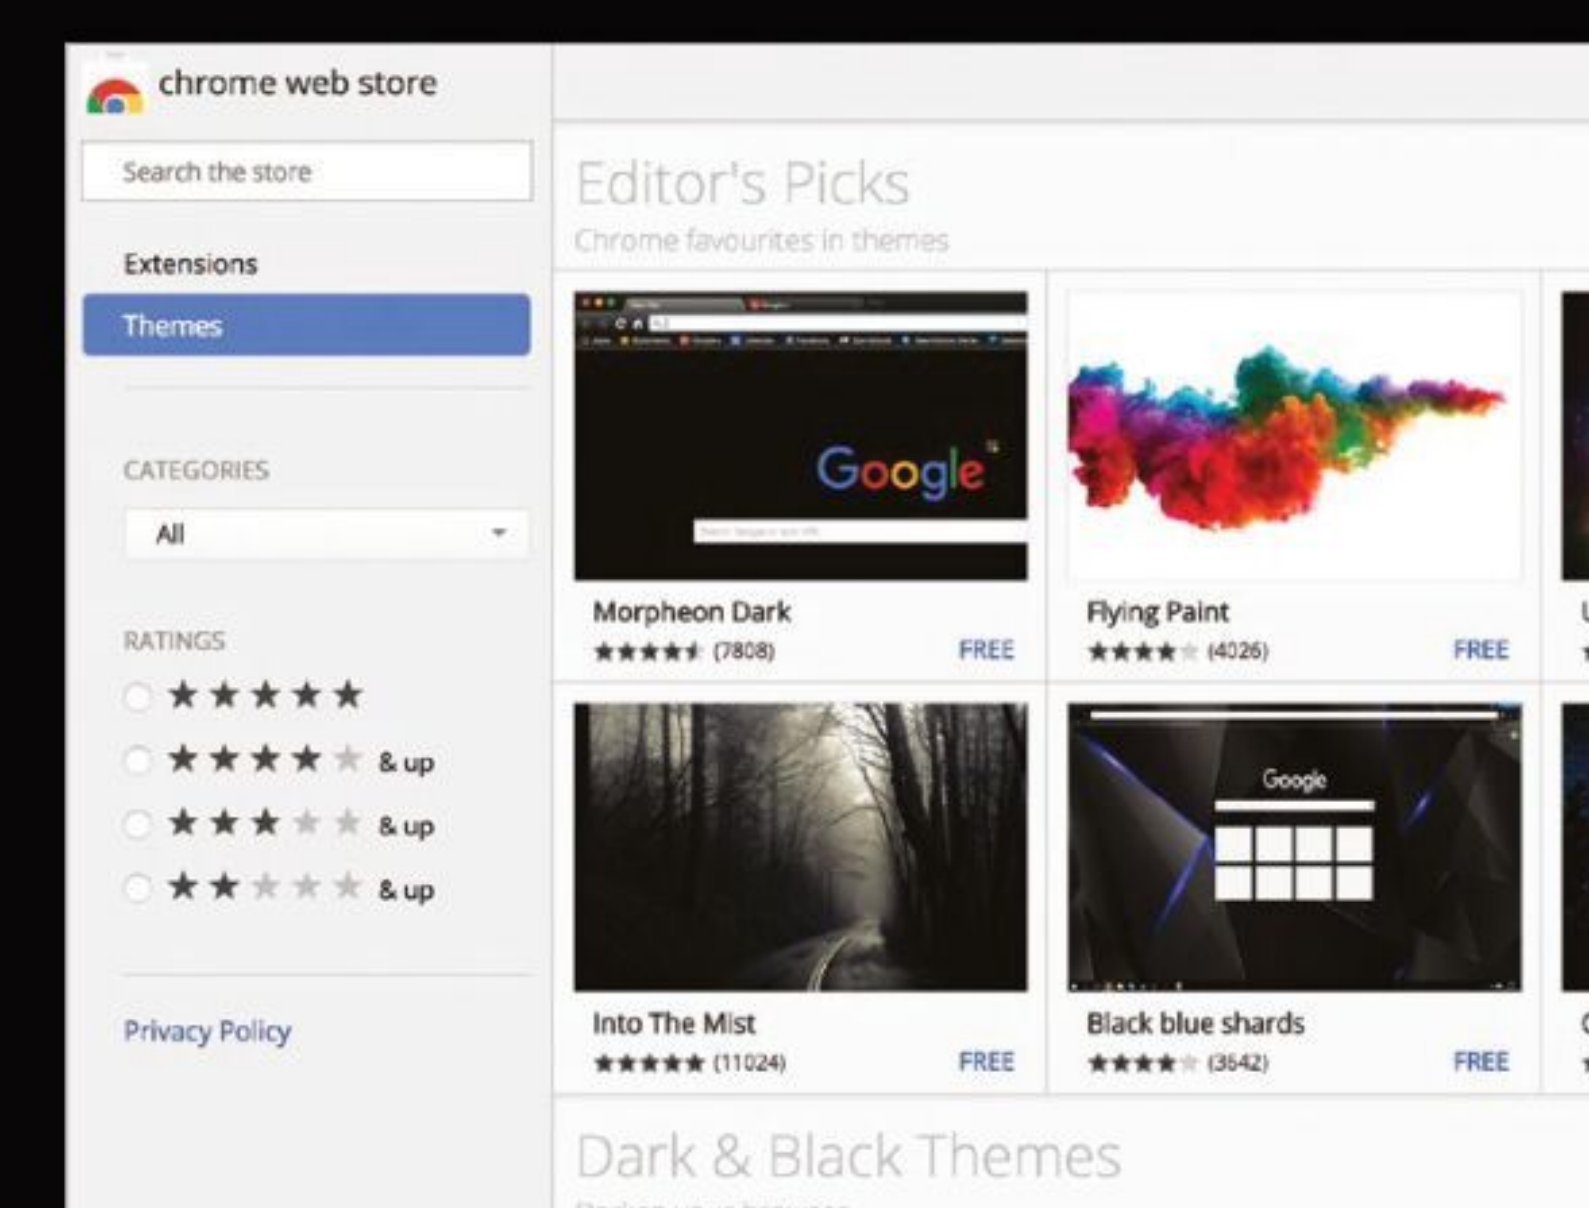 chrome web store
Search the store
Extensions
Themes
CATEGORIES
All
RATINGS
& up
& up
& up
Privacy Policy
Editor's Picks
Chrome favourites in themes
Google
Morpheon Dark
(7808) FREE
Flying Paint
(4026) FREE
Into The Mist
(11024) FREE
Google
Black blue shards
(3642) FREE
Dark & Black Themes